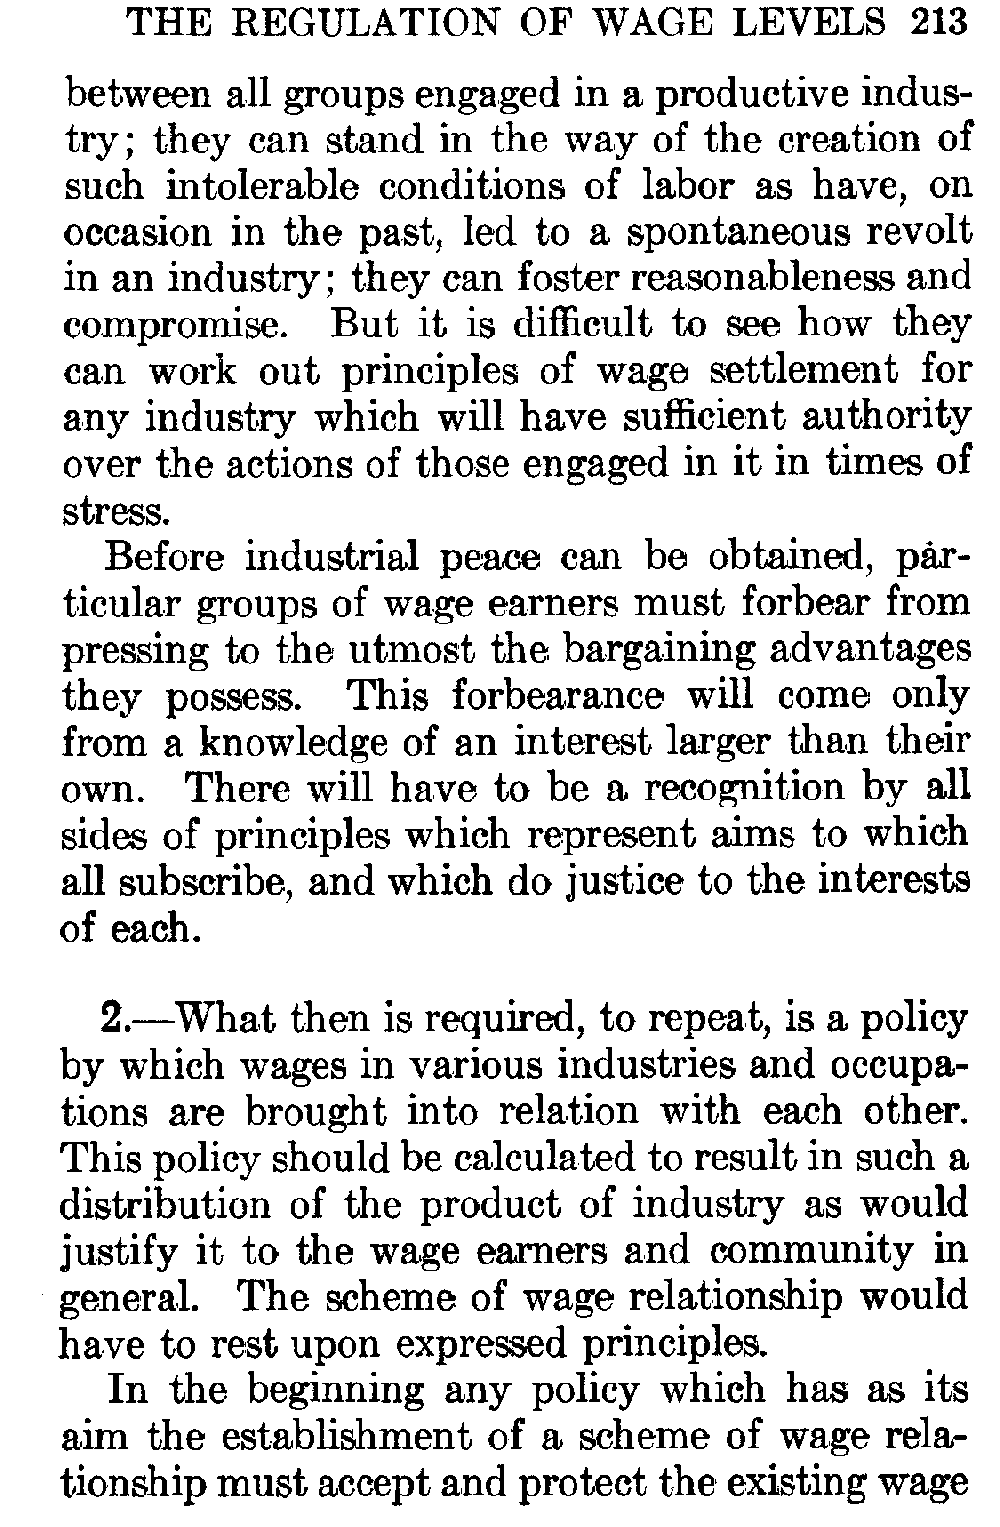 THE REGULATION OF WAGE LEVELS 213
between all groups engaged in a productive indus-
try; they can stand in the way of the creation of
such intolerable conditions of labor as have, on
occasion in the past, led to a spontaneous revolt
in an industry; they can foster reasonableness and
compromise. But it is difficult to see how they
can work out principles of wage settlement for
any industry which will have sufficient authority
over the actions of those engaged in it in times of
stress.
Before industrial peace can be obtained, par-
ticular groups of wage earners must forbear from
pressing to the utmost the bargaining advantages
they possess. This forbearance will come only
from a knowledge of an interest larger than their
own. There will have to be a recognition by all
sides of principles which represent aims to which
all subscribe, and which do justice to the interests
of each.
2.—What then is required, to repeat, is a policy
by which wages in various industries and occupa-
tions are brought into relation with each other.
This policy should be calculated to result in such a
distribution of the product of industry as would
justify it to the wage earners and community in
general. The scheme of wage relationship would
have to rest upon expressed principles.
In the beginning any policy which has as its
aim the establishment of a scheme of wage rela-
tionship must accept and protect the existing wage